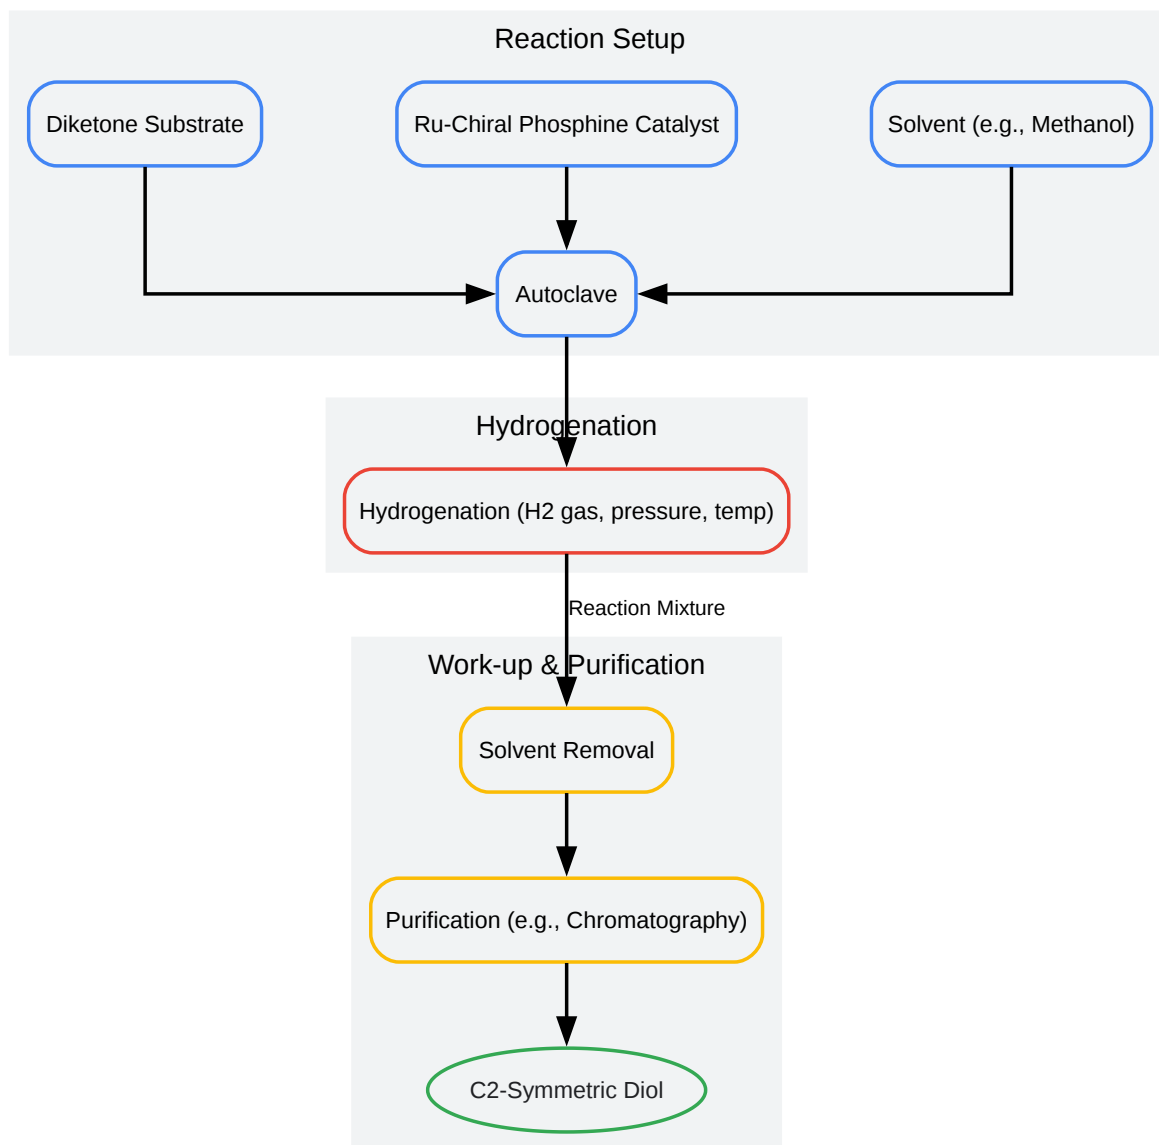 Reaction Setup
Diketone Substrate
Ru-Chiral Phosphine Catalyst
Solvent (e.g., Methanol)
Autoclave
Hydrogenation
Hydrogenation (H2 gas, pressure, temp)
Reaction Mixture
Work-up & Purification
Solvent Removal
Purification (e.g., Chromatography)
C2-Symmetric Diol